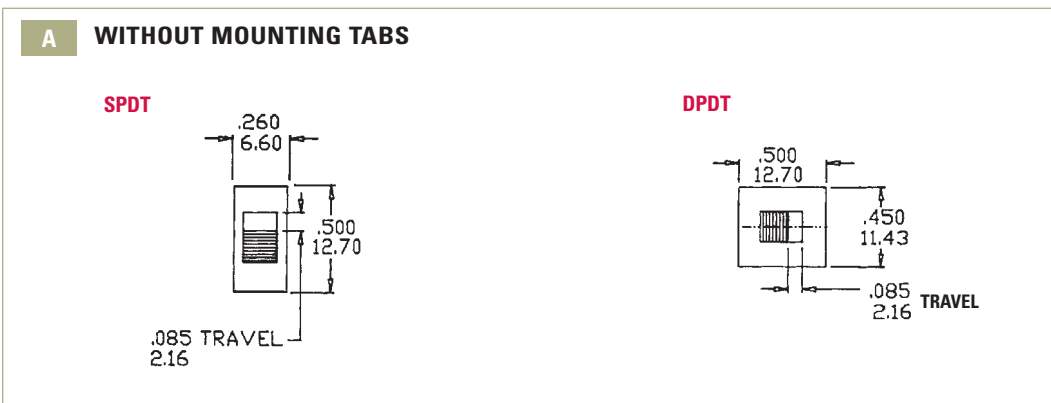 A WITHOUT MOUNTING TABS
SPDT
.260
6.60
.500
12.70
.085 TRAVEL
2.16
DPDT
.500
12.70
.450
11.43
.085 TRAVEL
2.16